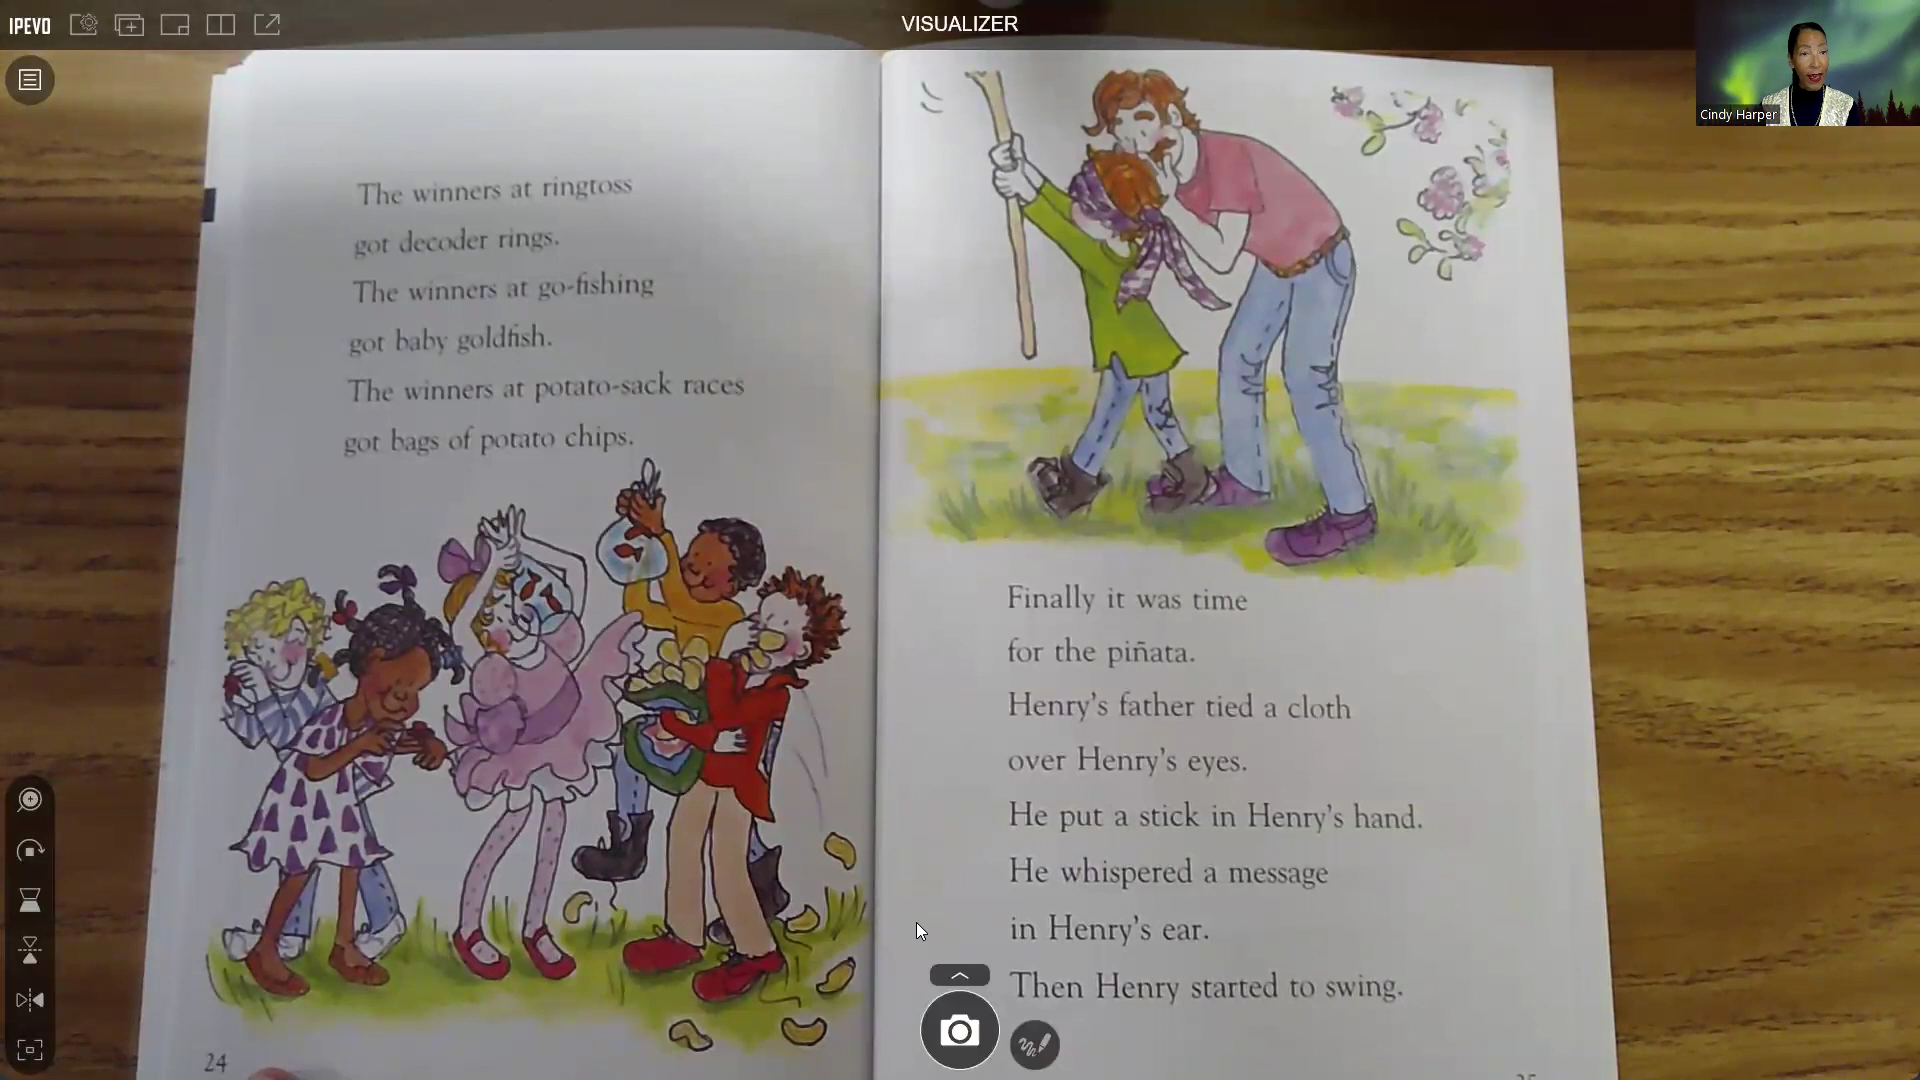 IPEVO
VISUALIZER
Cindy Harper
The winners at ringtoss
got decoder rings.
The winners at go-fishing
got baby goldfish.
The winners at potato-sack races
got bags of potato chips.
24
Finally it was time
for the piñata.
Henry's father tied a cloth
over Henry's eyes.
He put a stick in Henry's hand.
He whispered a message
in Henry's ear.
Then Henry started to swing.